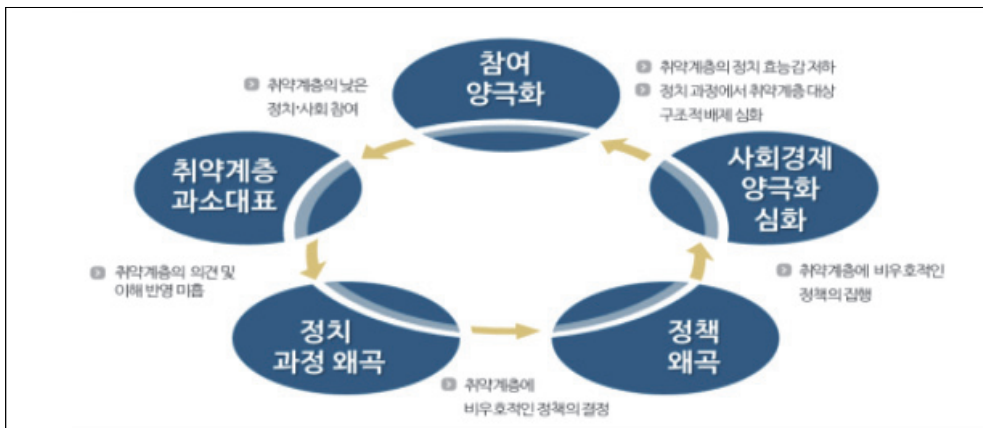 참여
양극화
취약계층의 낮은
정치·사회 참여
취약계층의 정치 효능감 저하
정치 과정에서 취약계층 대상
구조적 배제 심화
취약계층
과소대표
사회경제
양극화
심화
취약계층의 의견 및
이해 반영 미흡
취약계층에 비우호적인
정책의 집행
정치
과정 왜곡
정책
왜곡
취약계층에
비우호적인 정책의 결정